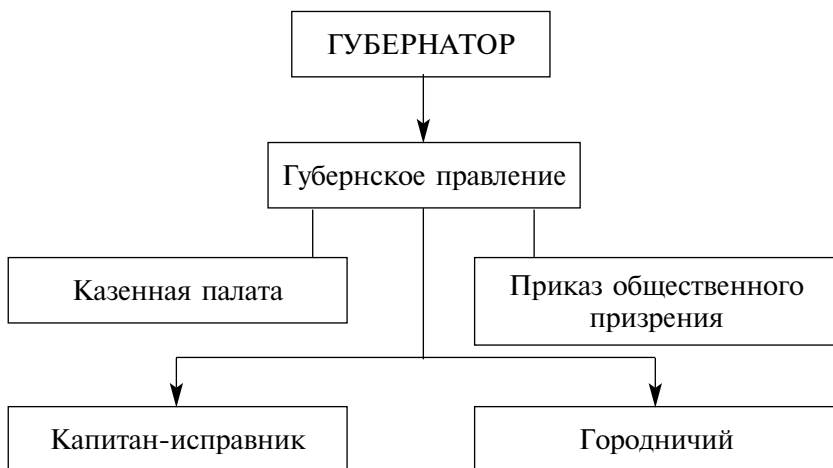 ГУБЕРНАТОР
Губернское правление
Казенная палата
Приказ общественного
призрения
Капитан-исправник
Городничий